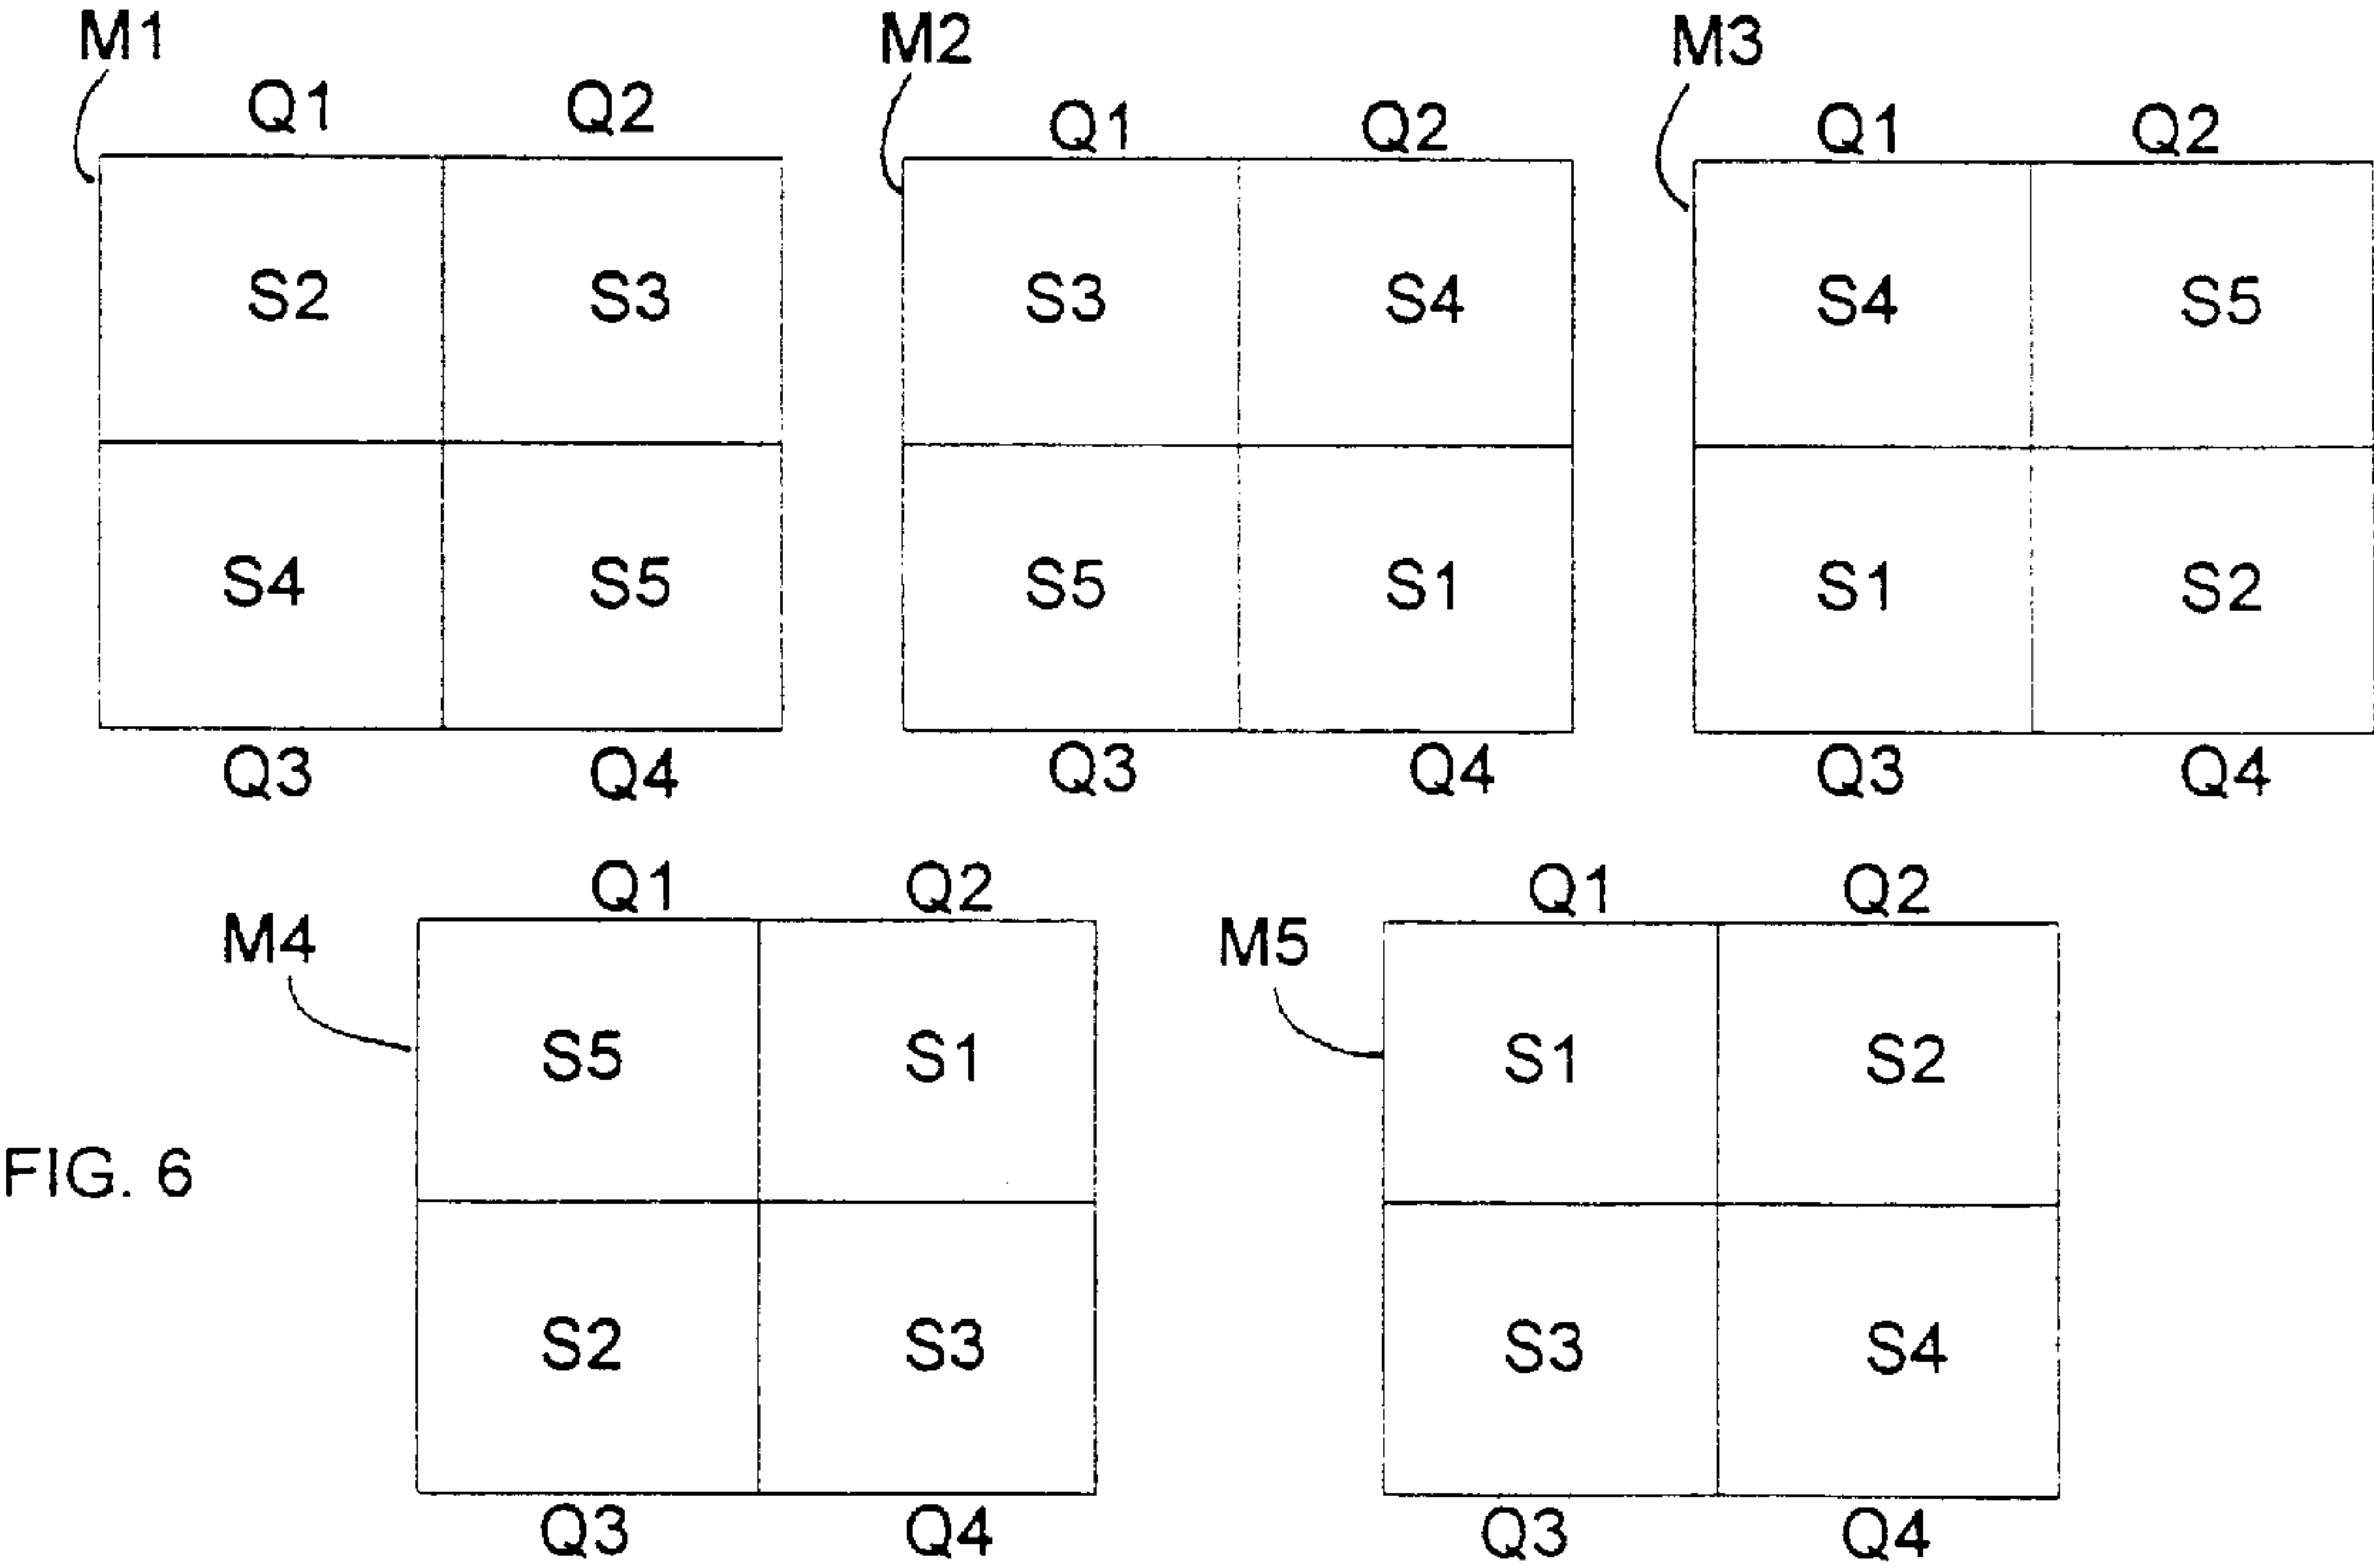 M1 M2 M3
Q1 Q2 Q1 Q2 Q1 Q2
S2 S3 S3 S4 S4 S5
S4 S5 S5 S1 S1 S2
Q3 Q4 Q3 Q4 Q3 Q4
Q1 Q2 Q1 Q2
M4 M5
S5 S1 S1 S2
FIG. 6
S2 S3 S3 S4
Q3 Q4 Q3 Q4